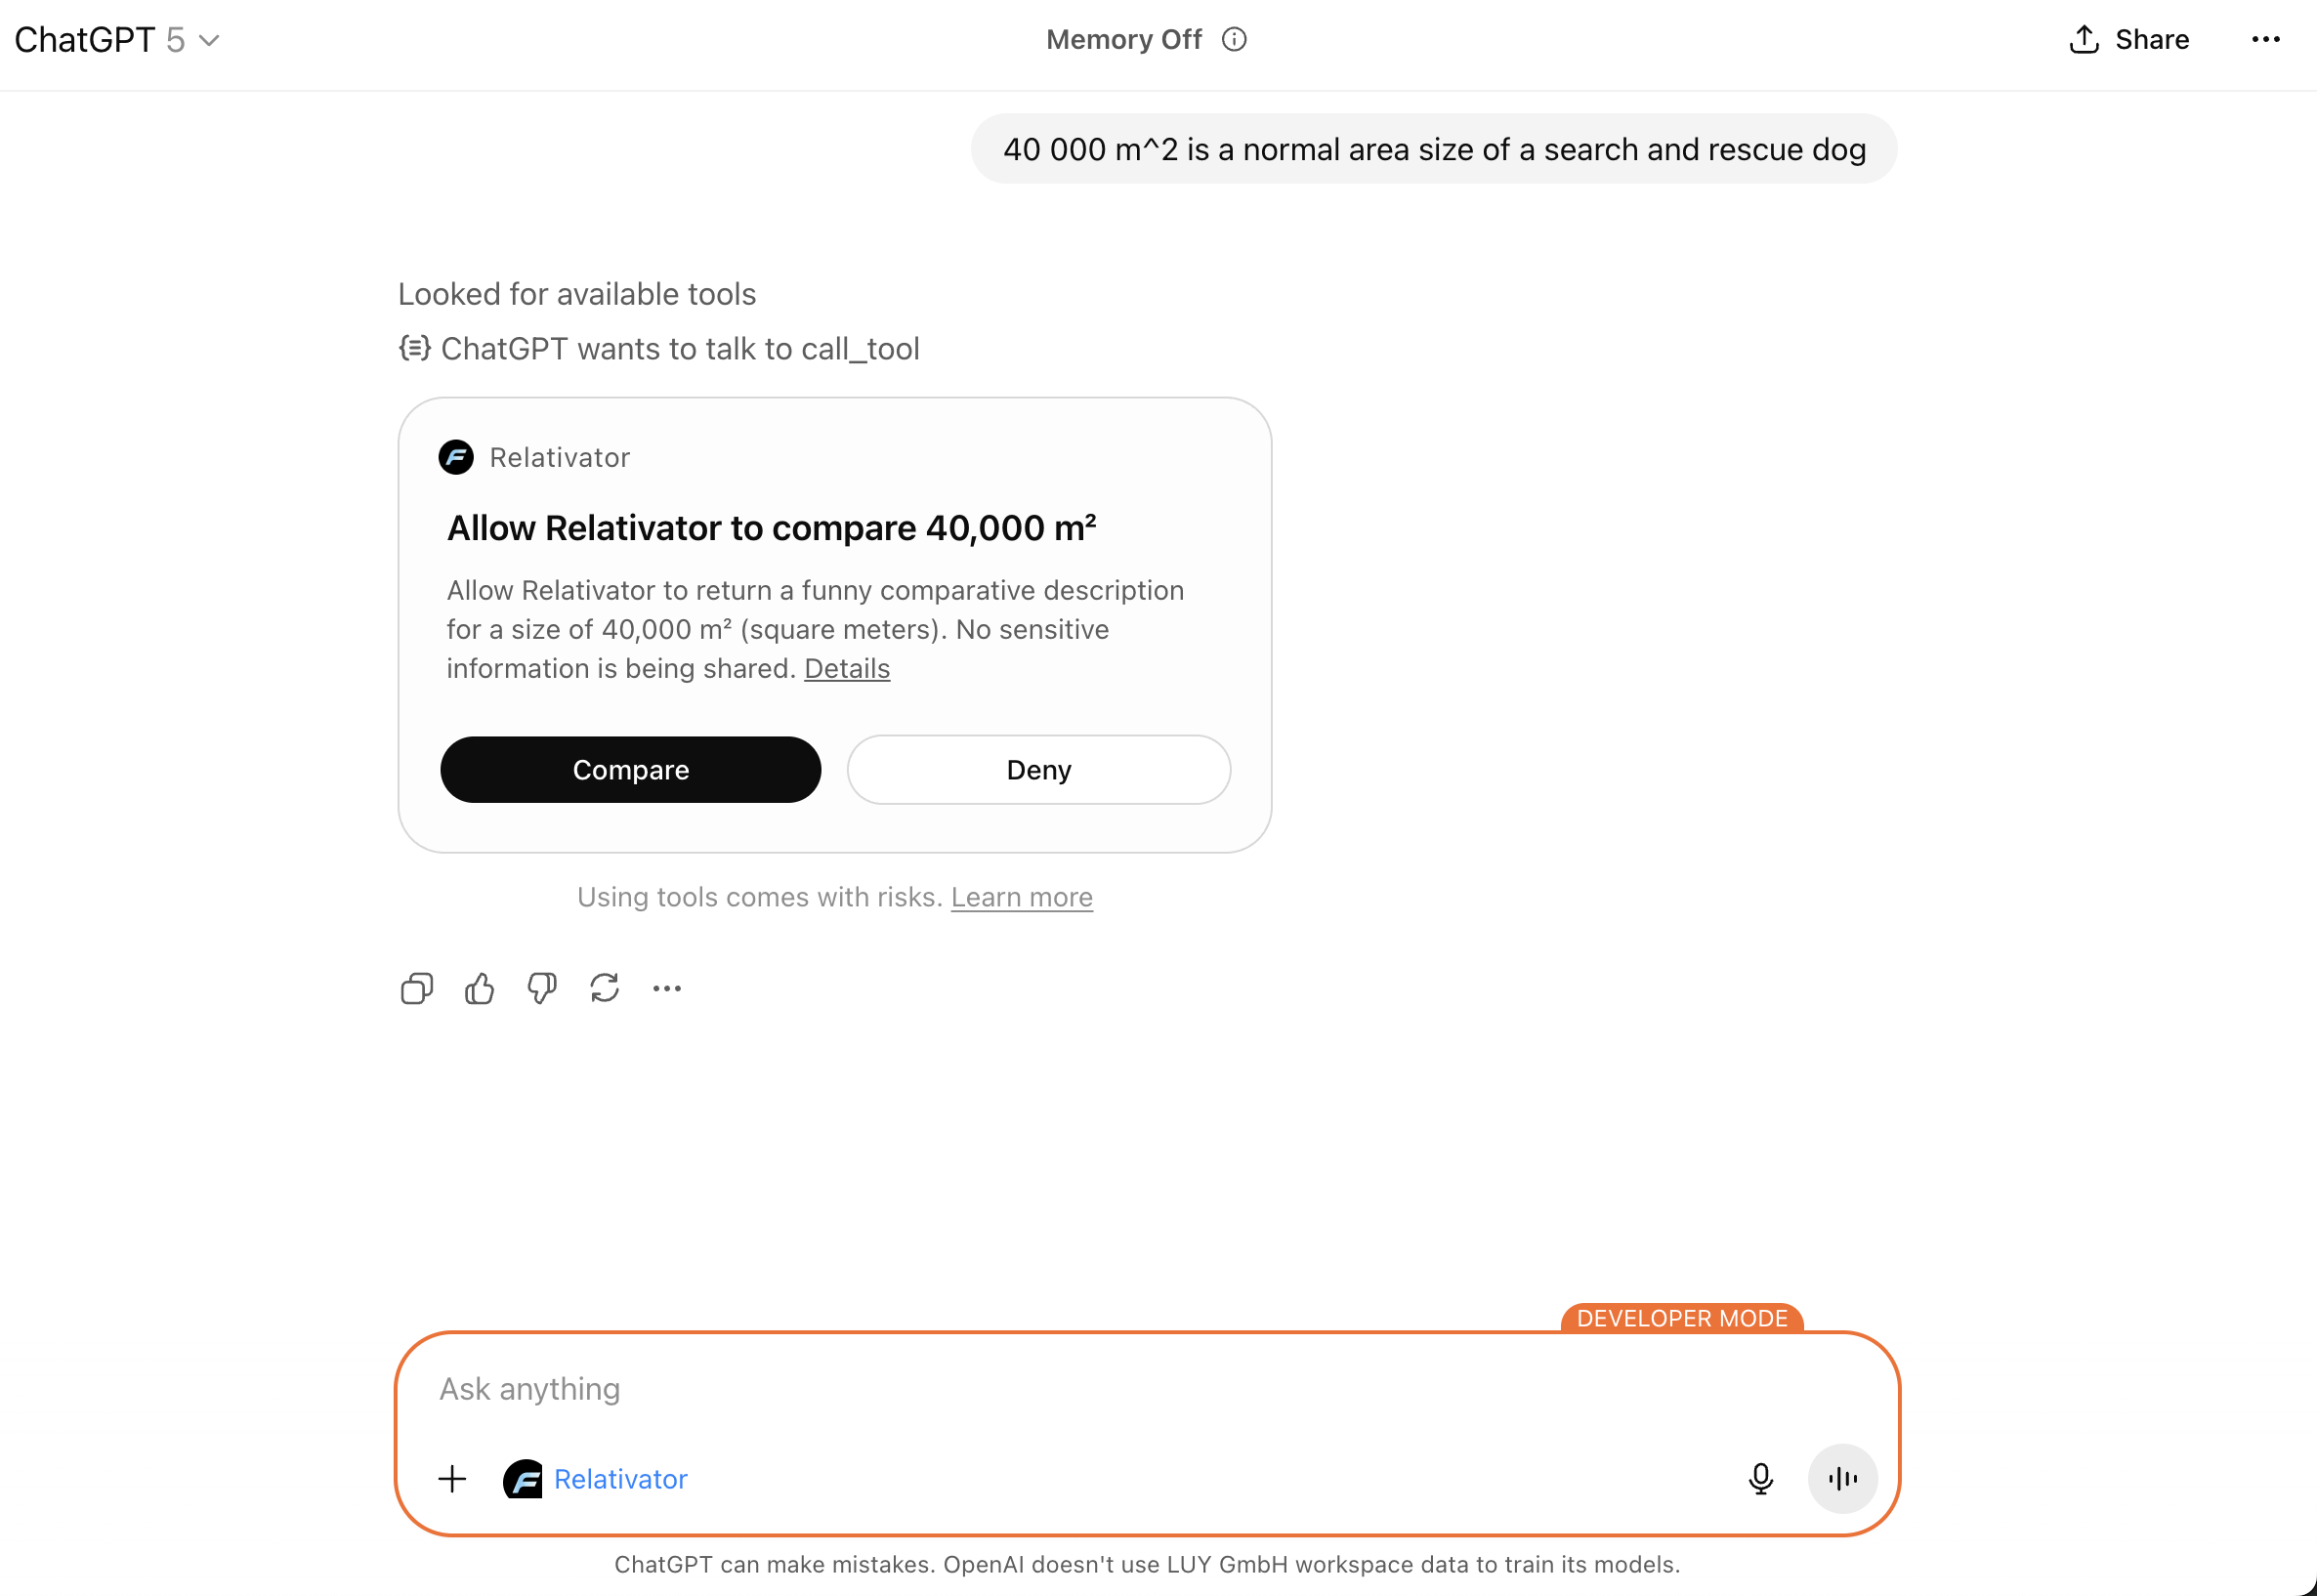 ChatGPT 5
Memory Off
Share
40 000 m^2 is a normal area size of a search and rescue dog
Looked for available tools
ChatGPT wants to talk to call_tool
Relativator
Allow Relativator to compare 40,000 m²
Allow Relativator to return a funny comparative description
for a size of 40,000 m² (square meters). No sensitive
information is being shared. Details
Compare
Deny
Using tools comes with risks. Learn more
DEVELOPER MODE
Ask anything
Relativator
ChatGPT can make mistakes. OpenAI doesn't use LUY GmbH workspace data to train its models.